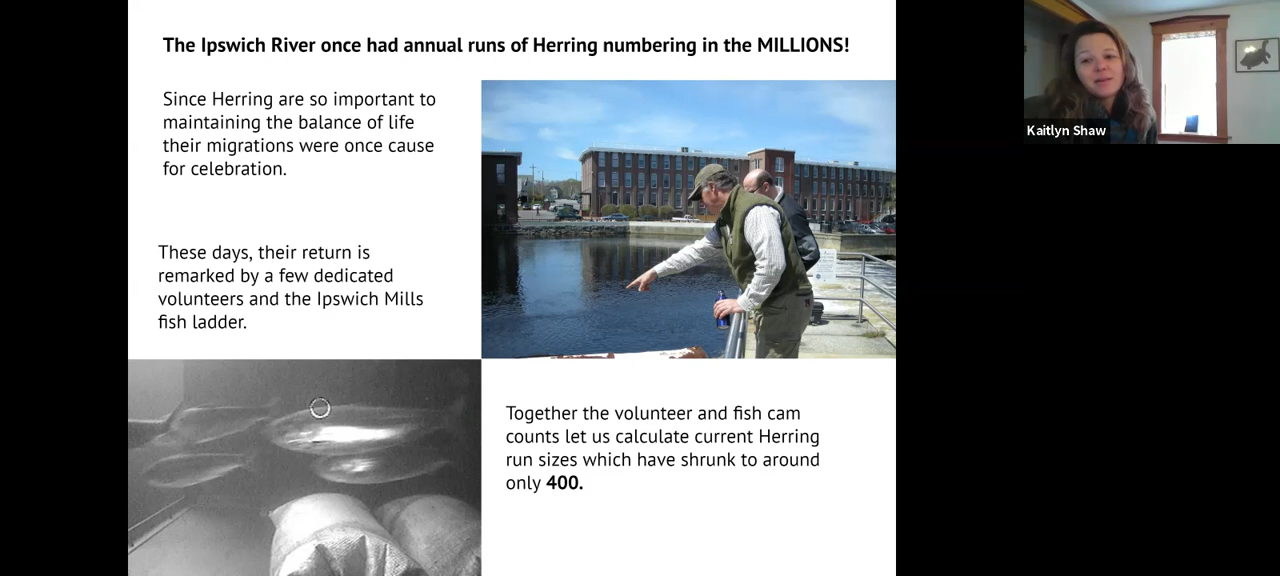 The Ipswich River once had annual runs of Herring numbering in the MILLIONS!
Since Herring are so important to
maintaining the balance of life
their migrations were once cause
for celebration.
These days, their return is
remarked by a few dedicated
volunteers and the Ipswich Mills
fish ladder.
Together the volunteer and fish cam
counts let us calculate current Herring
run sizes which have shrunk to around
only 400.
Kaitlyn Shaw